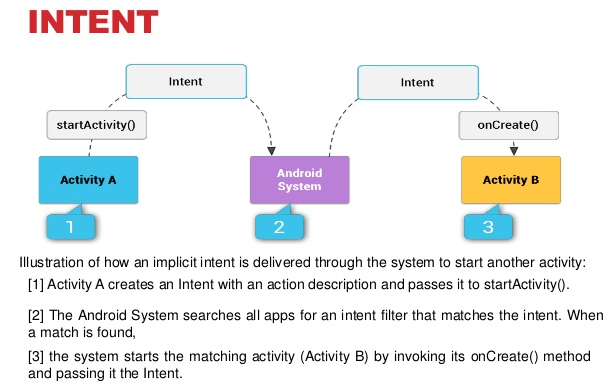 INTENT
Intent
Intent
startActivity()
onCreate()
Activity A
Android
System
Activity B
1
2
3
Illustration of how an implicit intent is delivered through the system to start another activity:
[1] Activity A creates an Intent with an action description and passes it to startActivity().
[2] The Android System searches all apps for an intent filter that matches the intent. When
a match is found,
[3] the system starts the matching activity (Activity B) by invoking its onCreate() method
and passing it the Intent.